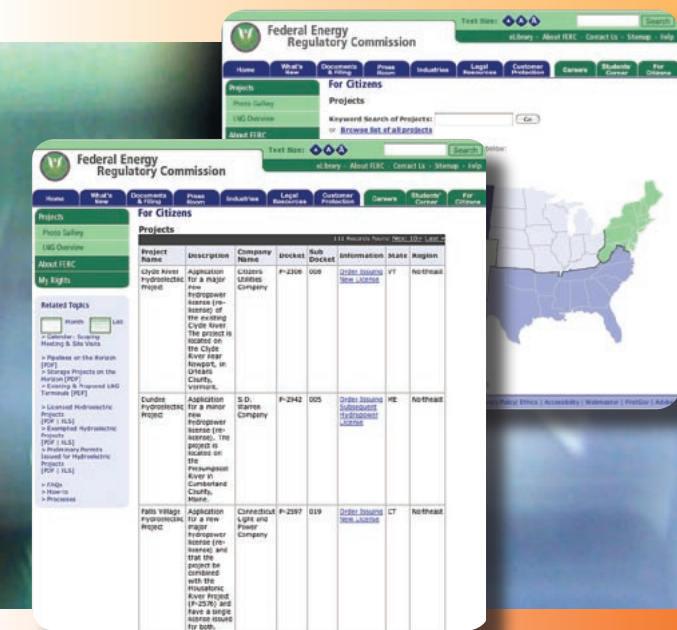 Text Size: A A A
Search
Federal Energy
Regulatory Commission
eLibrary - About FERC - Contact Us - Sitemap - Help
Home
What's New
Documents & Filing
Press Room
Industries
Legal Resources
Customer Protection
Careers
Students' Corner
For Citizens
Projects
Photo Gallery
LNG Overview
About FERC
For Citizens
Projects
Keyword Search of Projects:
Go
or Browse list of all projects
below:
Policy
Ethics | Accessibility | Webmaster | FirstGov |
Text Size: A A A
Search
Federal Energy
Regulatory Commission
eLibrary - About FERC - Contact Us - Sitemap - Help
Home
What's New
Documents & Filing
Press Room
Industries
Legal Resources
Customer Protection
Careers
Students' Corner
For Citizens
Projects
Photo Gallery
LNG Overview
About FERC
My Rights
Related Topics
Month
List
> Calendar: Scoping
Meeting & Site Visits
> Pipelines on the Horizon
[PDF]
> Storage Projects on the
Horizon [PDF]
> Existing & Proposed LNG
Terminals [PDF]
> Licensed Hydroelectric
Projects
[PDF | XLS]
> Exempted Hydroelectric
Projects
[PDF | XLS]
> Preliminary Permits
Issued for Hydroelectric
Projects
[PDF | XLS]
> FAQs
> How-to
> Processes
For Citizens
Projects
111 Records Found Next 10> Last »
Project Name
Description
Company Name
Docket
Sub Docket
Information
State
Region
Clyde River
Hydroelectric
Project
Application
for a major
new
hydropower
license (re-
license) of
the existing
Clyde River.
The project is
located on
the Clyde
River near
Newport, in
Orleans
County,
Vermont.
Citizens
Utilities
Company
P-2306
008
Order Issuing
New License
VT
Northeast
Dundee
Hydroelectric
Project
Application
for a minor
new
hydropower
license (re-
license). The
project is
located on
the
Presumpscot
River in
Cumberland
County,
Maine.
S.D.
Warren
Company
P-2942
005
Order Issuing
Subsequent
Hydropower
License
ME
Northeast
Falls Village
Hydroelectric
Project
Application
for a new
major
hydropower
license (re-
license) and
that the
project be
combined
with the
Housatonic
River Project
(P-2576) and
have a single
license issued
for both.
Connecticut
Light and
Power
Company
P-2597
019
Order Issuing
New License
CT
Northeast